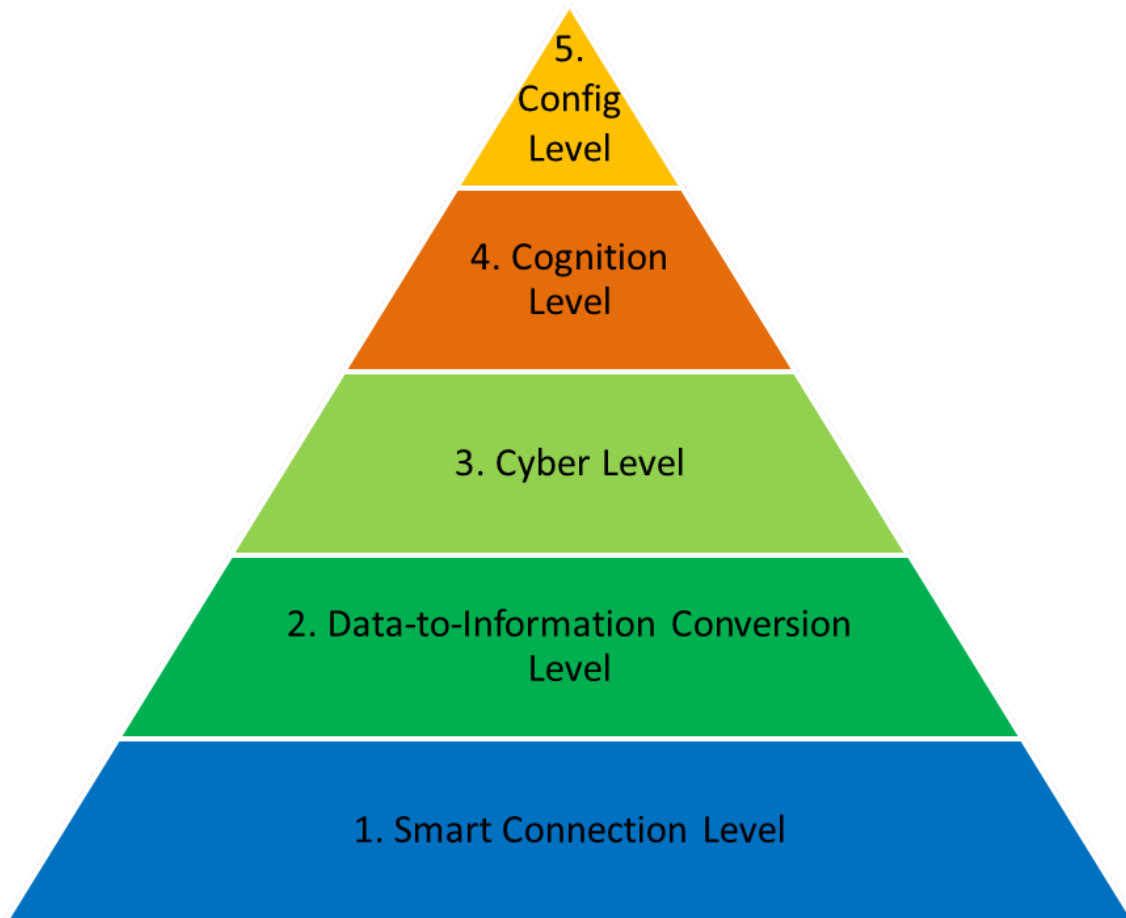 5.
Config
Level
4. Cognition
Level
3. Cyber Level
2. Data-to-Information Conversion
Level
1. Smart Connection Level